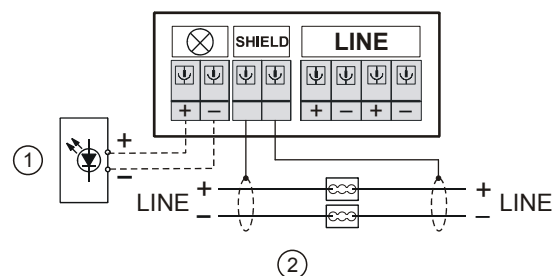 SHIELD LINE
+ − + − + −
1 + −
LINE + − + − LINE
2